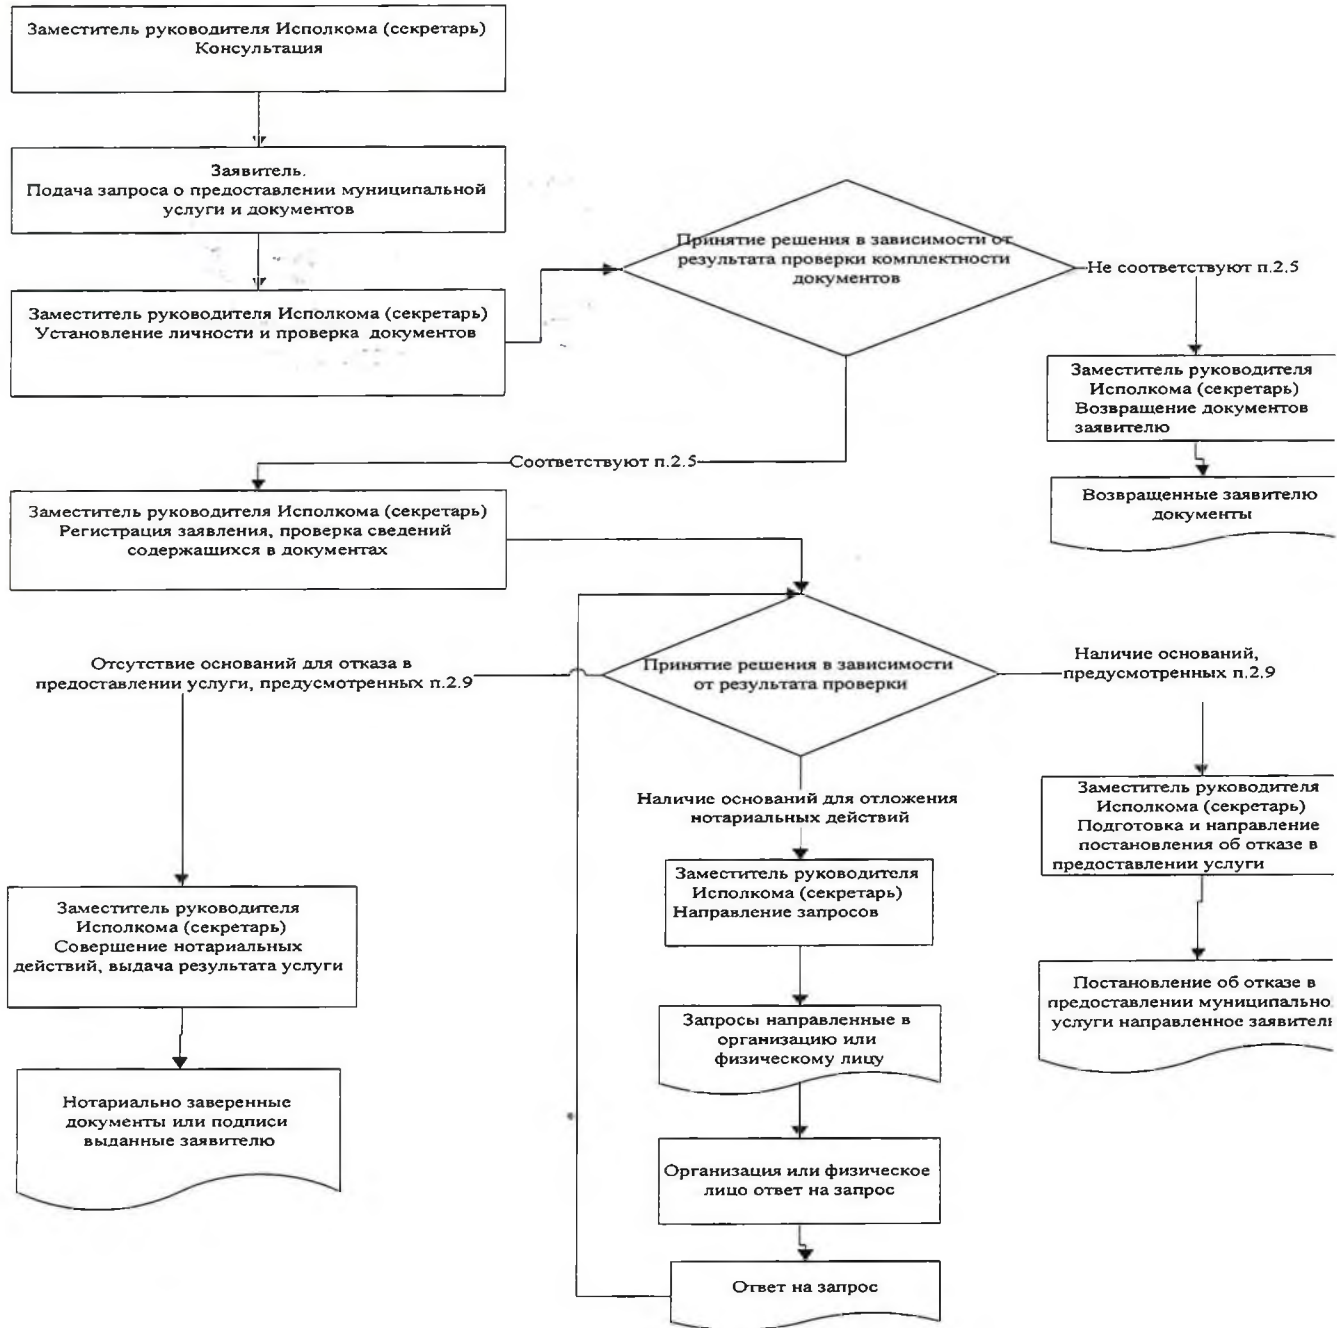 Заместитель руководителя Исполкома (секретарь)
Консультация
Заявитель.
Подача запроса о предоставлении муниципальной
услуги и документов
Заместитель руководителя Исполкома (секретарь)
Установление личности и проверка документов
Принятие решения в зависимости от
результата проверки комплектности
документов
Не соответствуют п.2.5
Заместитель руководителя
Исполкома (секретарь)
Возвращение документов
заявителю
Возвращенные заявителю
документы
Соответствуют п.2.5
Заместитель руководителя Исполкома (секретарь)
Регистрация заявления, проверка сведений
содержащихся в документах
Принятие решения в зависимости
от результата проверки
Отсутствие оснований для отказа в
предоставлении услуги, предусмотренных п.2.9
Наличие оснований,
предусмотренных п.2.9
Наличие оснований для отложения
нотариальных действий
Заместитель руководителя
Исполкома (секретарь)
Подготовка и направление
постановления об отказе в
предоставлении услуги
Заместитель руководителя
Исполкома (секретарь)
Направление запросов
Заместитель руководителя
Исполкома (секретарь)
Совершение нотариальных
действий, выдача результата услуги
Постановление об отказе в
предоставлении муниципально
услуги направленное заявител
Запросы направленные в
организацию или
физическому лицу
Нотариально заверенные
документы или подписи
выданные заявителю
Организация или физическое
лицо ответ на запрос
Ответ на запрос